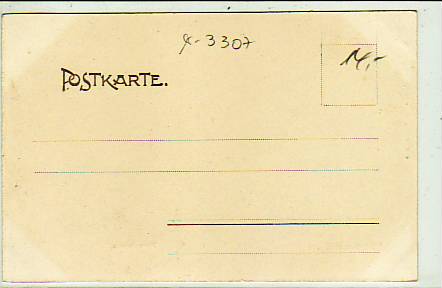 x-3307
14,-
POSTKARTE.